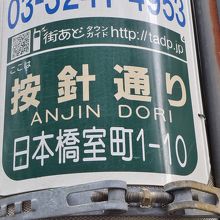 03-3241-4953
街あど タウンガイド http://tadp.jp/
ここは
按針通り
ANJIN DORI
日本橋室町1-10